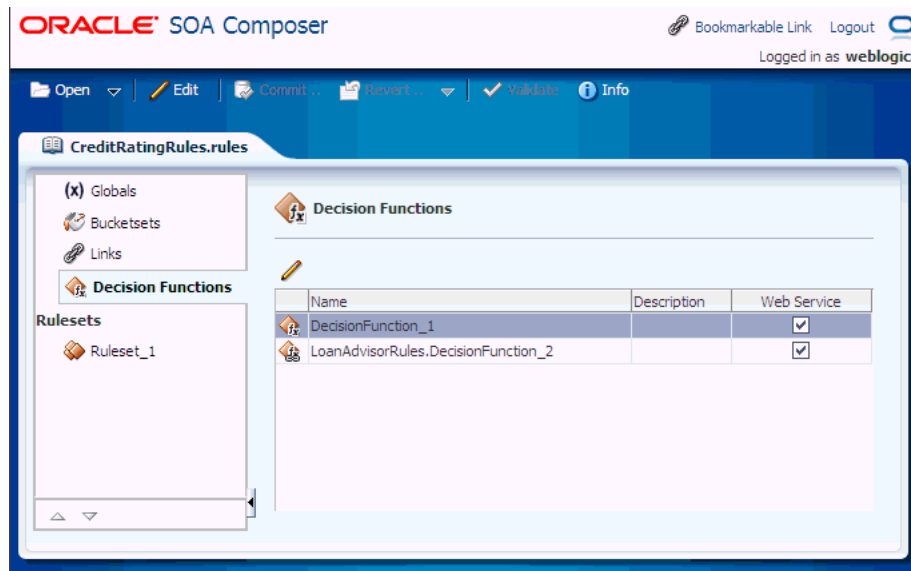 ORACLE SOA Composer
Bookmarkable Link Logout
Logged in as weblogic
Open Edit Commit .. Revert .. Validate Info
CreditRatingRules.rules
(x) Globals
Bucketsets
Links
Decision Functions
Rulesets
Ruleset_1
Decision Functions
Name Description Web Service
DecisionFunction_1
LoanAdvisorRules.DecisionFunction_2